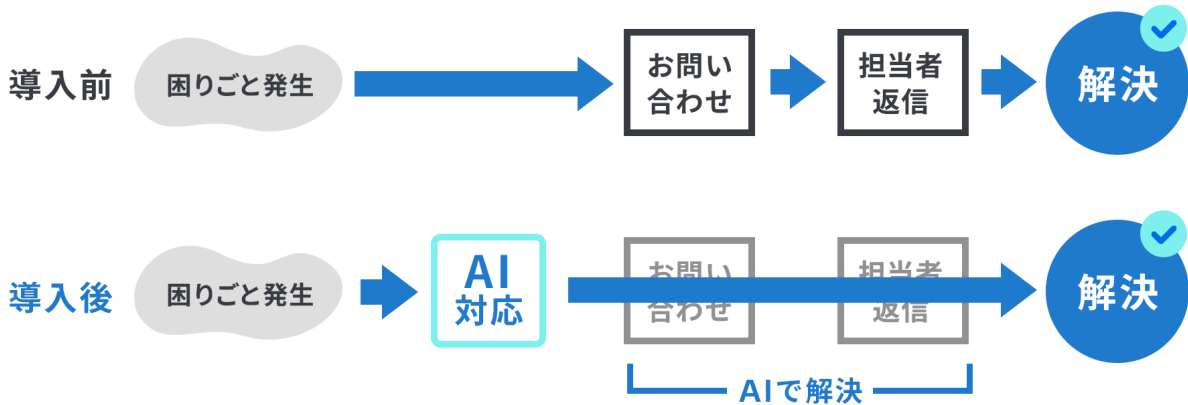 導入前
困りごと発生
お問い
合わせ
担当者
返信
解決
導入後
困りごと発生
AI
対応
お問い
合わせ
担当者
返信
解決
AIで解決